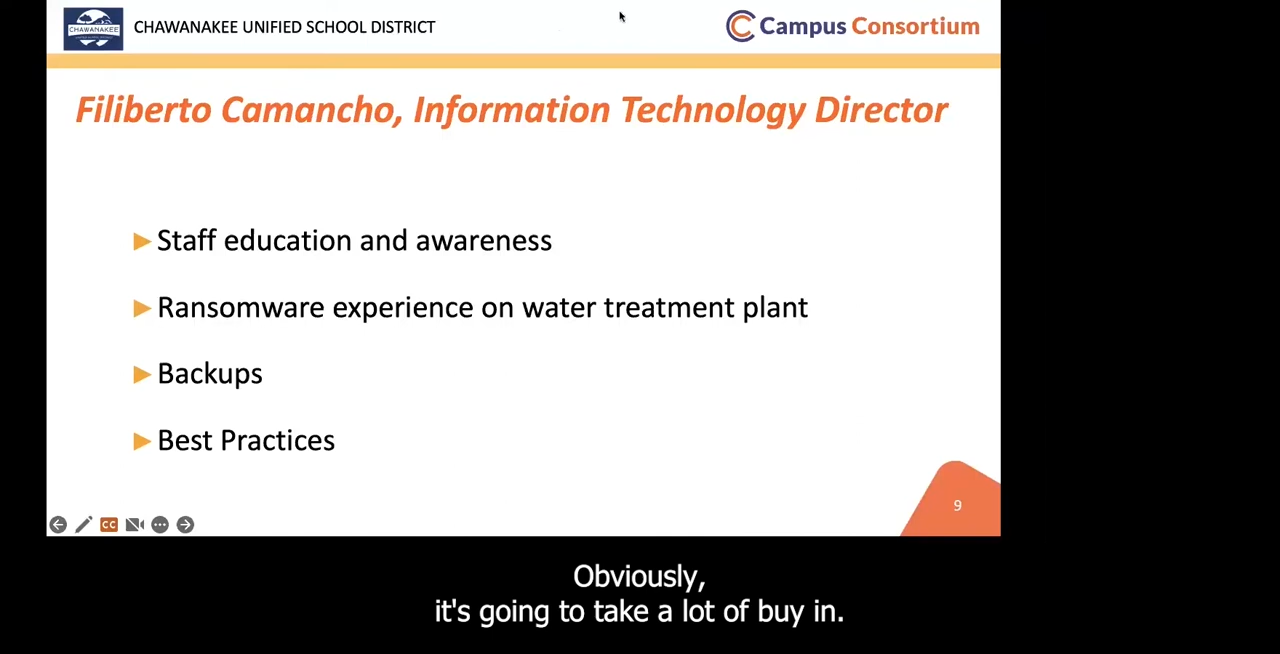 CHAWANAKEE
CHAWANAKEE UNIFIED SCHOOL DISTRICT
Campus Consortium
Filiberto Camancho, Information Technology Director
Staff education and awareness
Ransomware experience on water treatment plant
Backups
Best Practices
9
CC
Obviously,
it's going to take a lot of buy in.